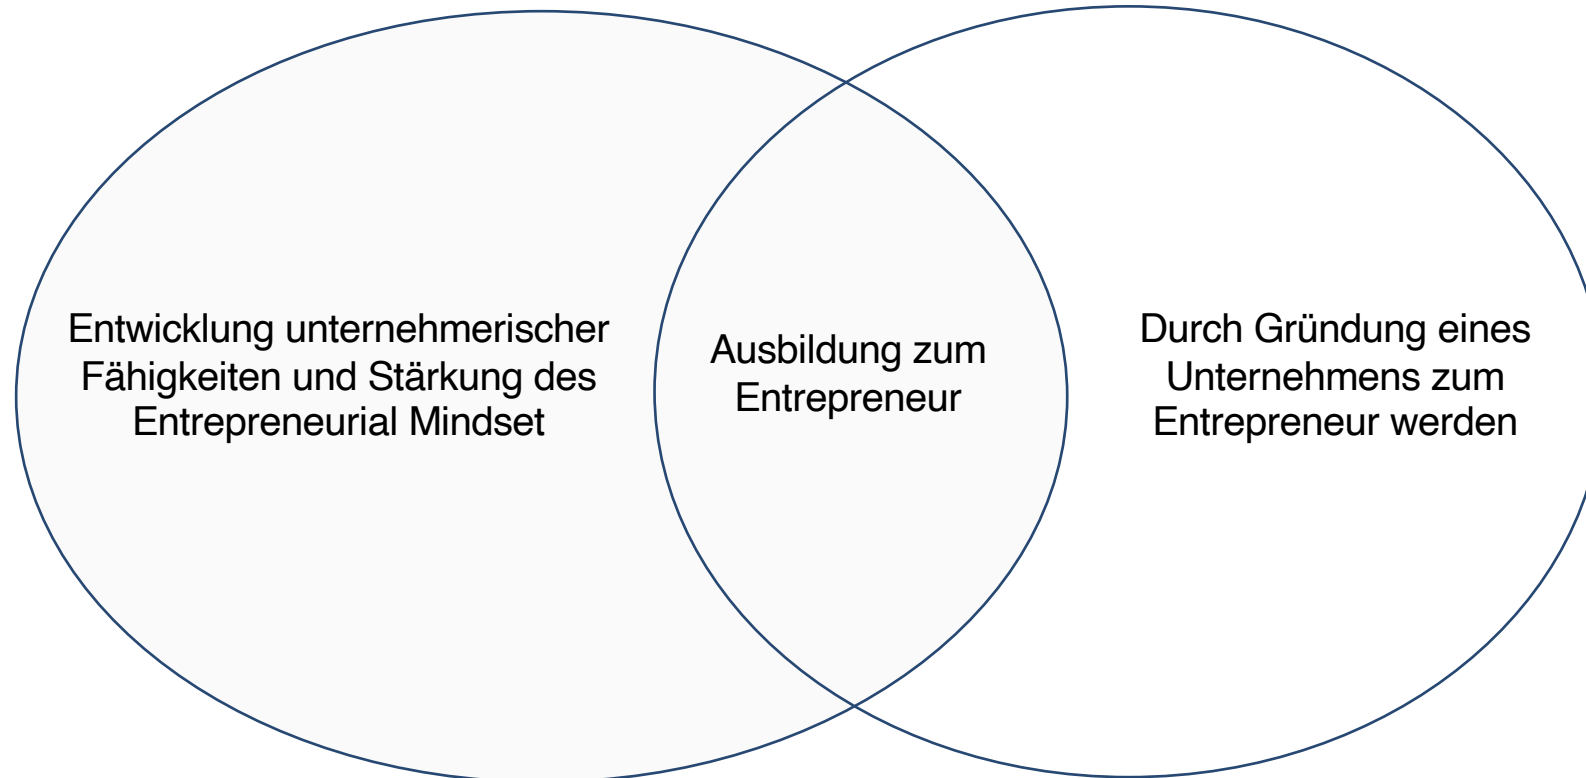 Entwicklung unternehmerischer
Fähigkeiten und Stärkung des
Entrepreneurial Mindset
Ausbildung zum
Entrepreneur
Durch Gründung eines
Unternehmens zum
Entrepreneur werden